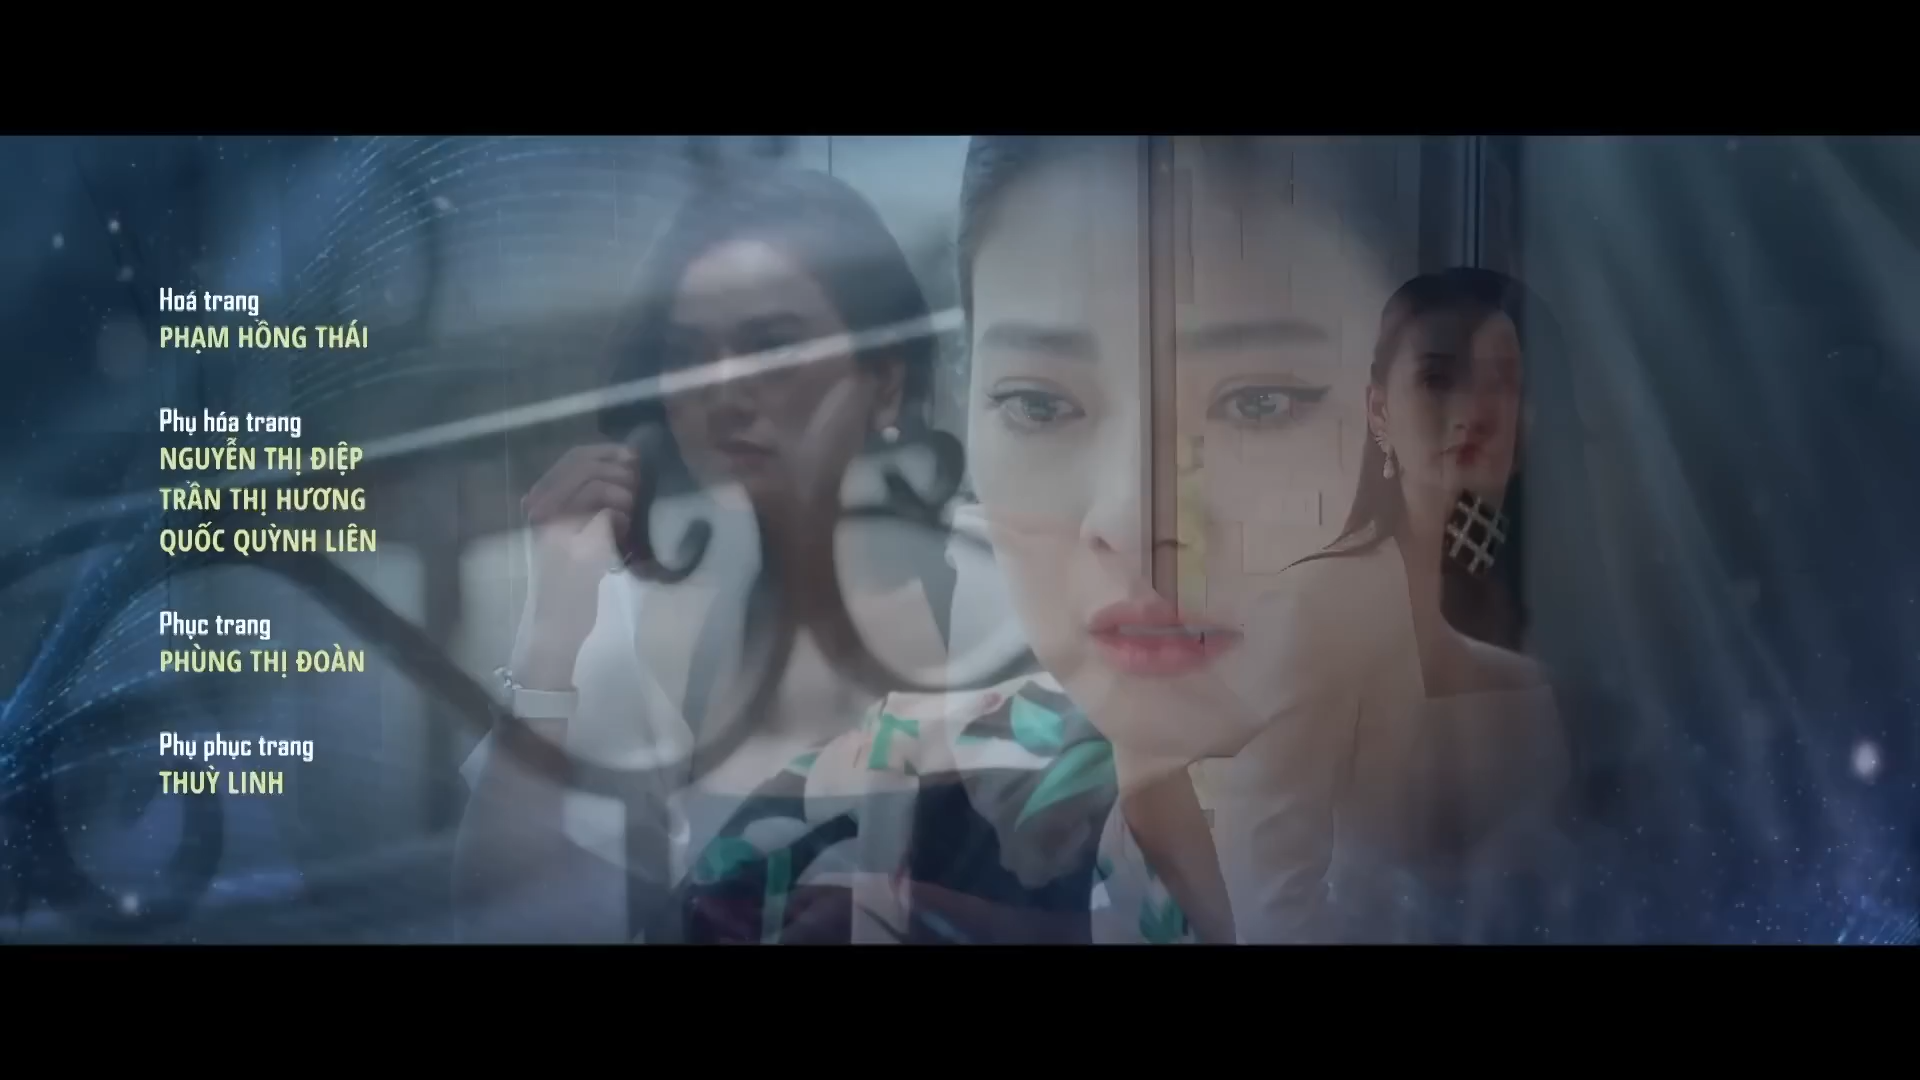 Hoá trang
PHẠM HỒNG THÁI
Phụ hóa trang
NGUYỄN THỊ ĐIỆP
TRẦN THỊ HƯƠNG
QUỐC QUỲNH LIÊN
Phục trang
PHÙNG THỊ ĐOÀN
Phụ phục trang
THUỲ LINH